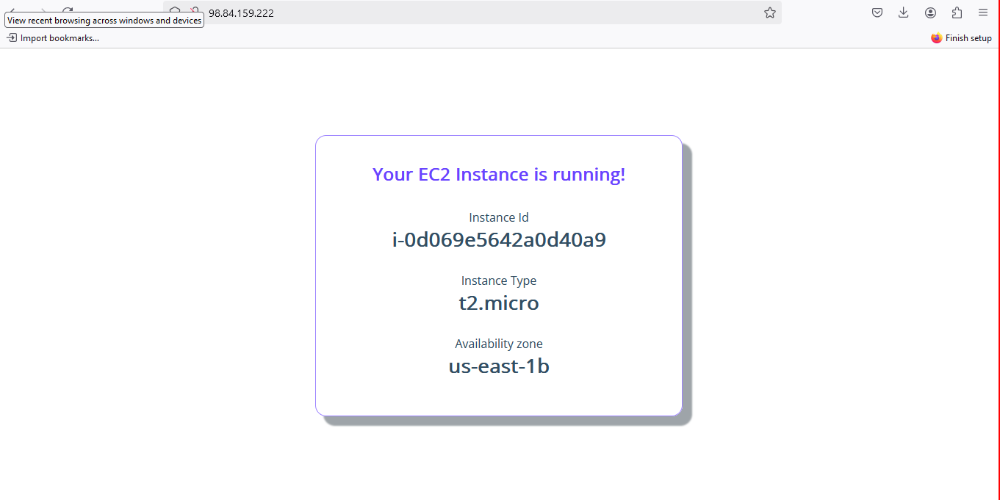 98.84.159.222
View recent browsing across windows and devices
Import bookmarks...
Finish setup
Your EC2 Instance is running!
Instance Id
i-0d069e5642a0d40a9
Instance Type
t2.micro
Availability zone
us-east-1b